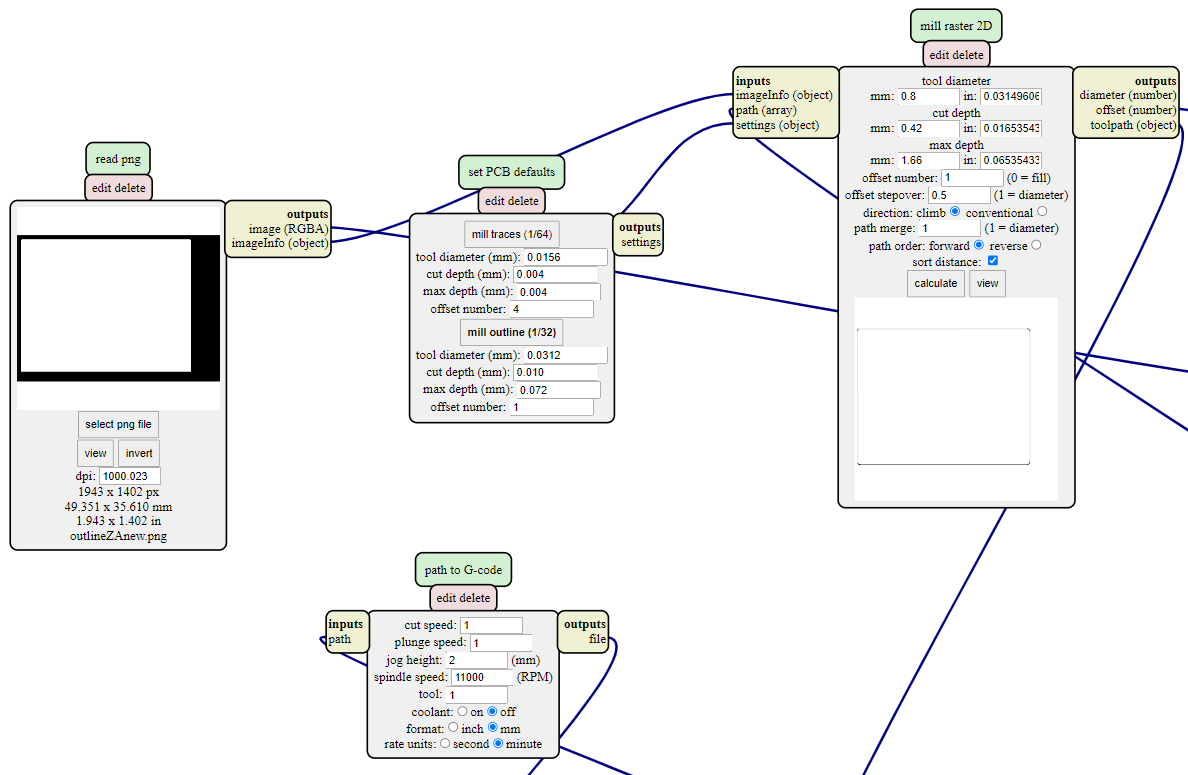 read png
edit delete
outputs
image (RGBA)
imageInfo (object)
select png file
view invert
dpi: 1000.023
1943 x 1402 px
49.351 x 35.610 mm
1.943 x 1.402 in
outlineZAnew.png
set PCB defaults
edit delete
mill traces (1/64)
tool diameter (mm): 0.0156
cut depth (mm): 0.004
max depth (mm): 0.004
offset number: 4
mill outline (1/32)
tool diameter (mm): 0.0312
cut depth (mm): 0.010
max depth (mm): 0.072
offset number: 1
outputs
settings
mill raster 2D
edit delete
inputs
imageInfo (object)
path (array)
settings (object)
tool diameter
mm: 0.8 in: 0.03149606
cut depth
mm: 0.42 in: 0.01653543
max depth
mm: 1.66 in: 0.06535433
offset number: 1 (0 = fill)
offset stepover: 0.5 (1 = diameter)
direction: climb conventional
path merge: 1 (1 = diameter)
path order: forward reverse
sort distance:
calculate view
outputs
diameter (number)
offset (number)
toolpath (object)
path to G-code
edit delete
inputs
path
cut speed: 1
plunge speed: 1
jog height: 2 (mm)
spindle speed: 11000 (RPM)
tool: 1
coolant: on off
format: inch mm
rate units: second minute
outputs
file